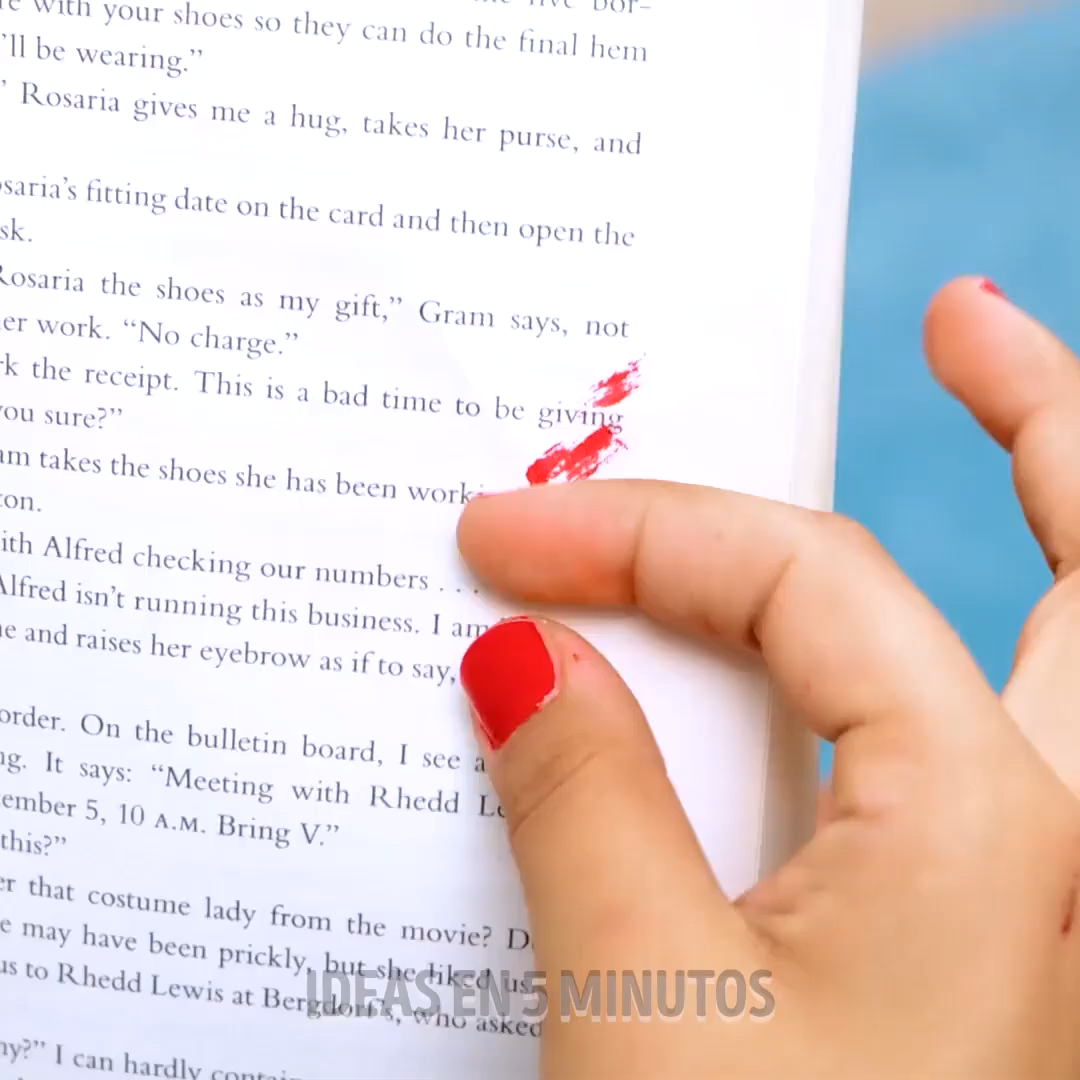 with your shoes so they can do the final hem
'll be wearing."
" Rosaria gives me a hug, takes her purse, and
osaria's fitting date on the card and then open the
sk.
Rosaria the shoes as my gift," Gram says, not
er work. "No charge."
k the receipt. This is a bad time to be giving
you sure?"
am takes the shoes she has been work
ton.
ith Alfred checking our numbers . . .
Alfred isn't running this business. I am
e and raises her eyebrow as if to say,
order. On the bulletin board, I see a
ng. It says: "Meeting with Rhedd Le
ember 5, 10 A.M. Bring V."
this?"
er that costume lady from the movie? D
e may have been prickly, but she liked us
us to Rhedd Lewis at Bergdorf's, who asked
ny?" I can hardly
IDEAS EN 5 MINUTOS